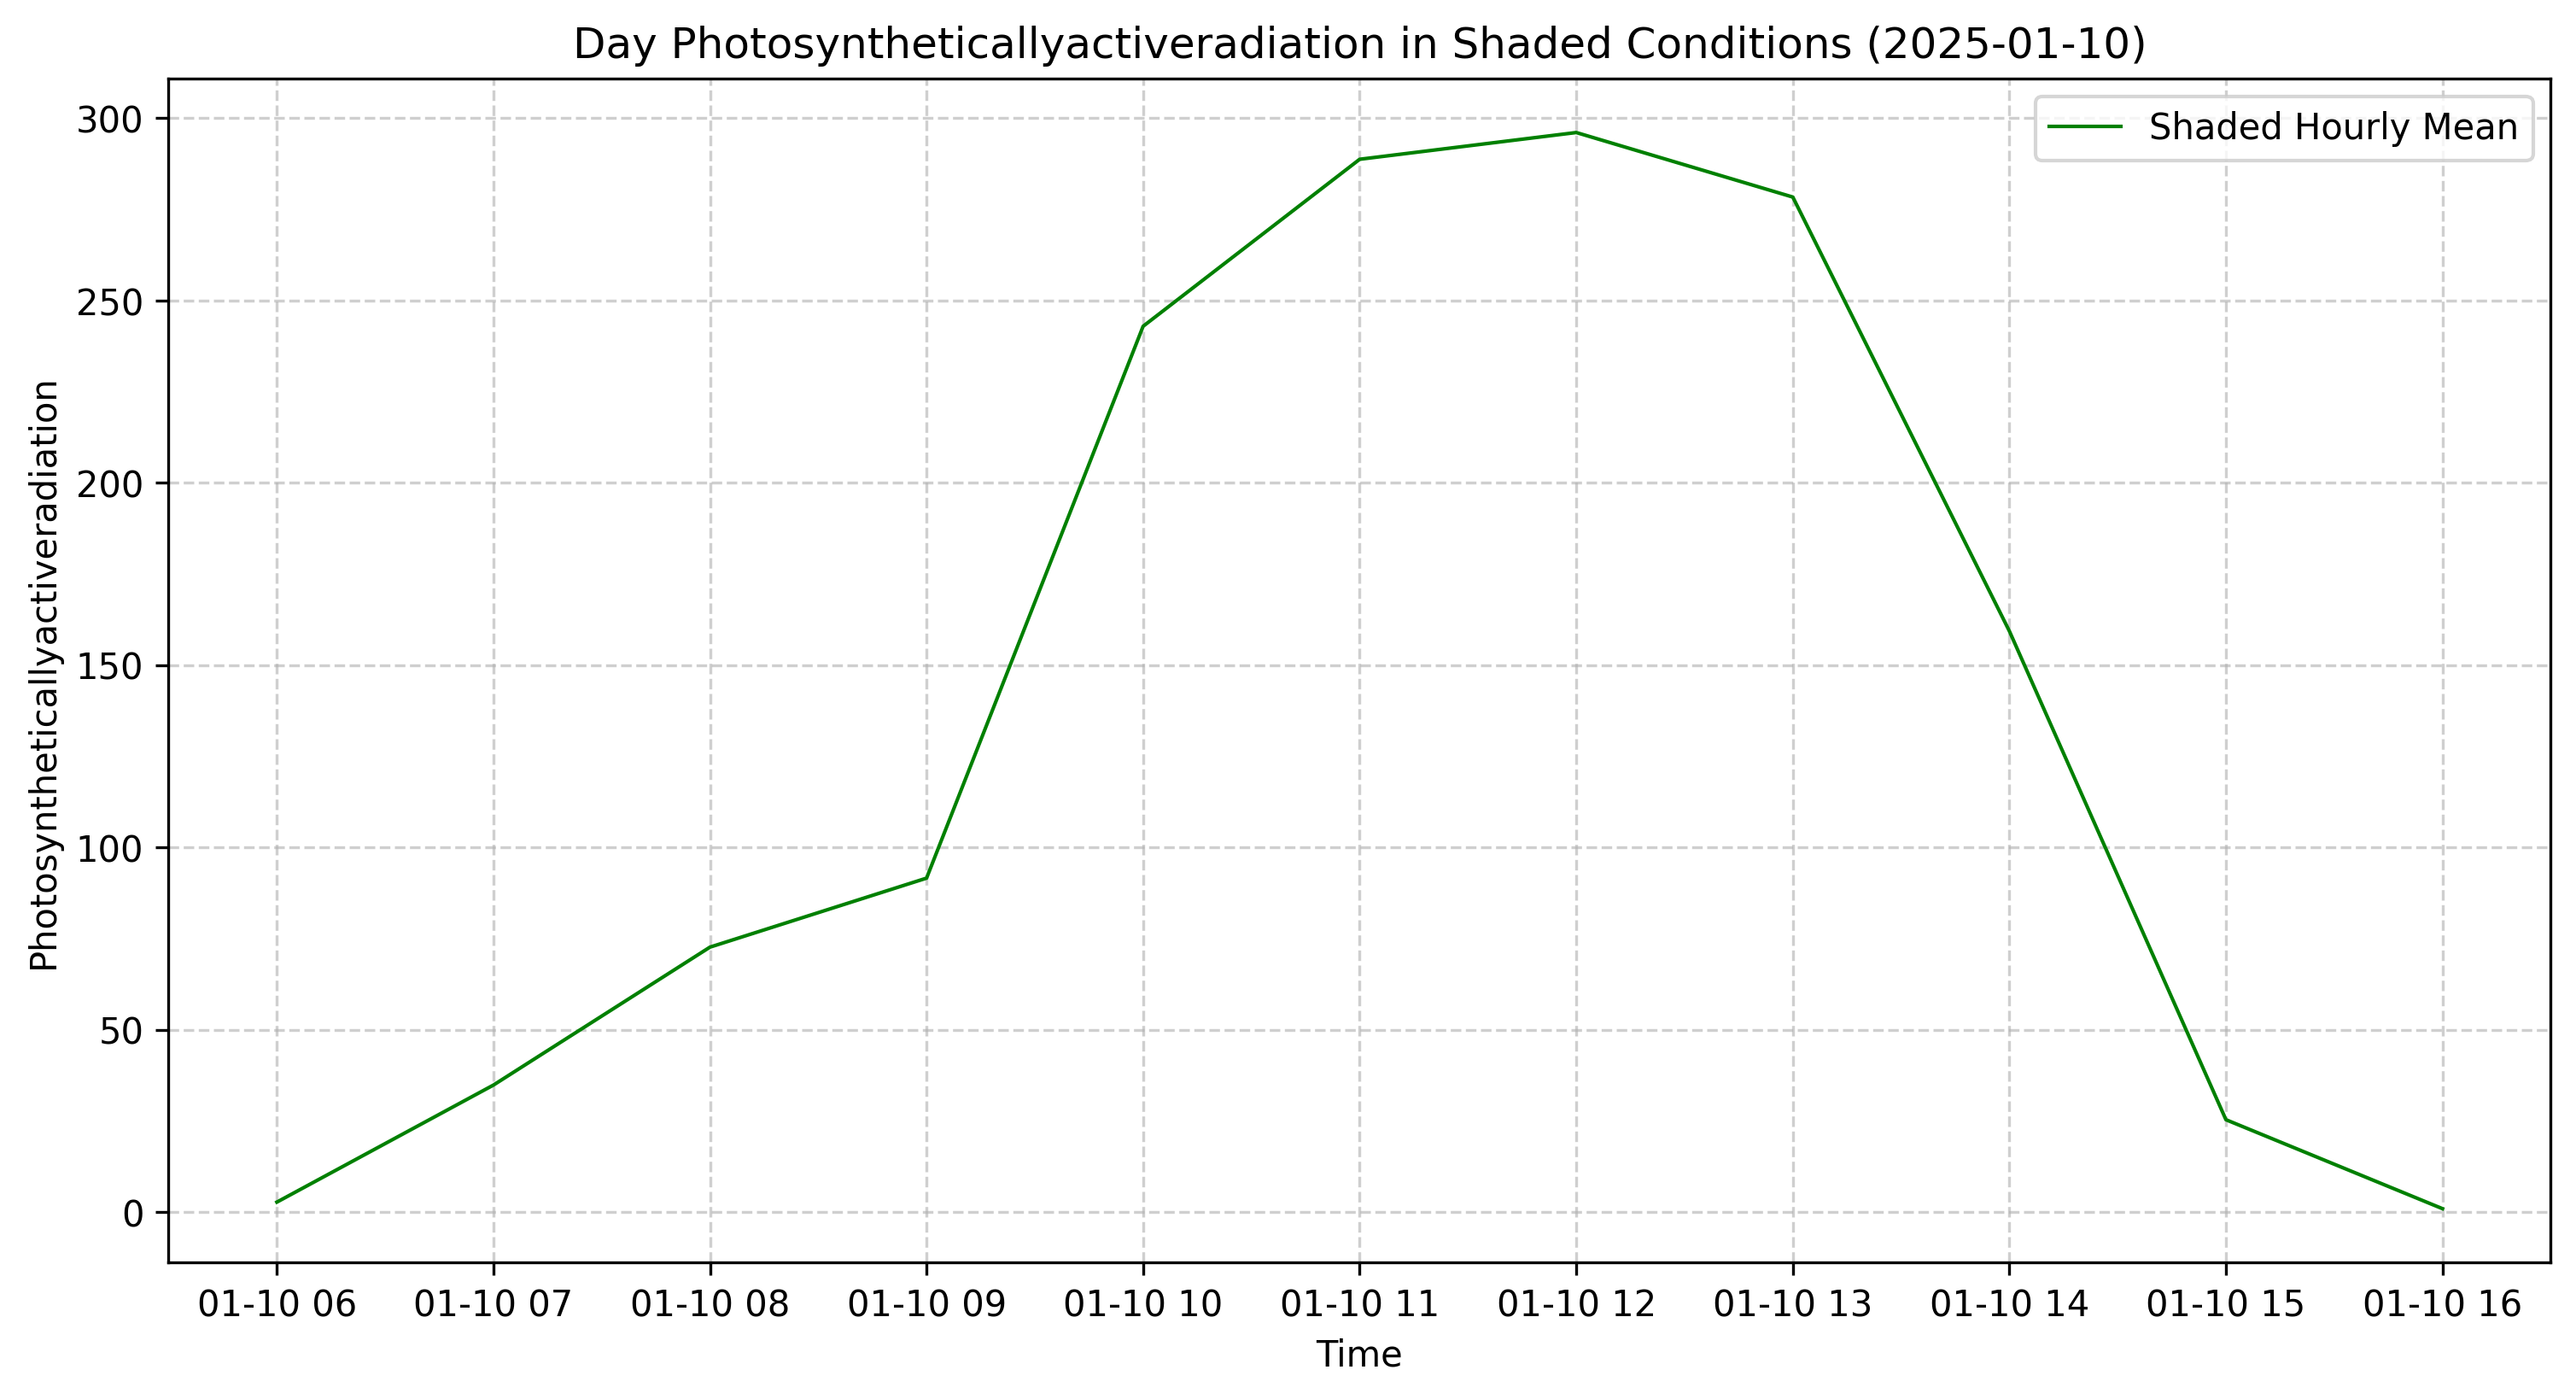 Day Photosyntheticallyactiveradiation in Shaded Conditions (2025-01-10)
Shaded Hourly Mean
Photosyntheticallyactiveradiation
300
250
200
150
100
50
0
01-10 06 01-10 07 01-10 08 01-10 09 01-10 10 01-10 11 01-10 12 01-10 13 01-10 14 01-10 15 01-10 16
Time